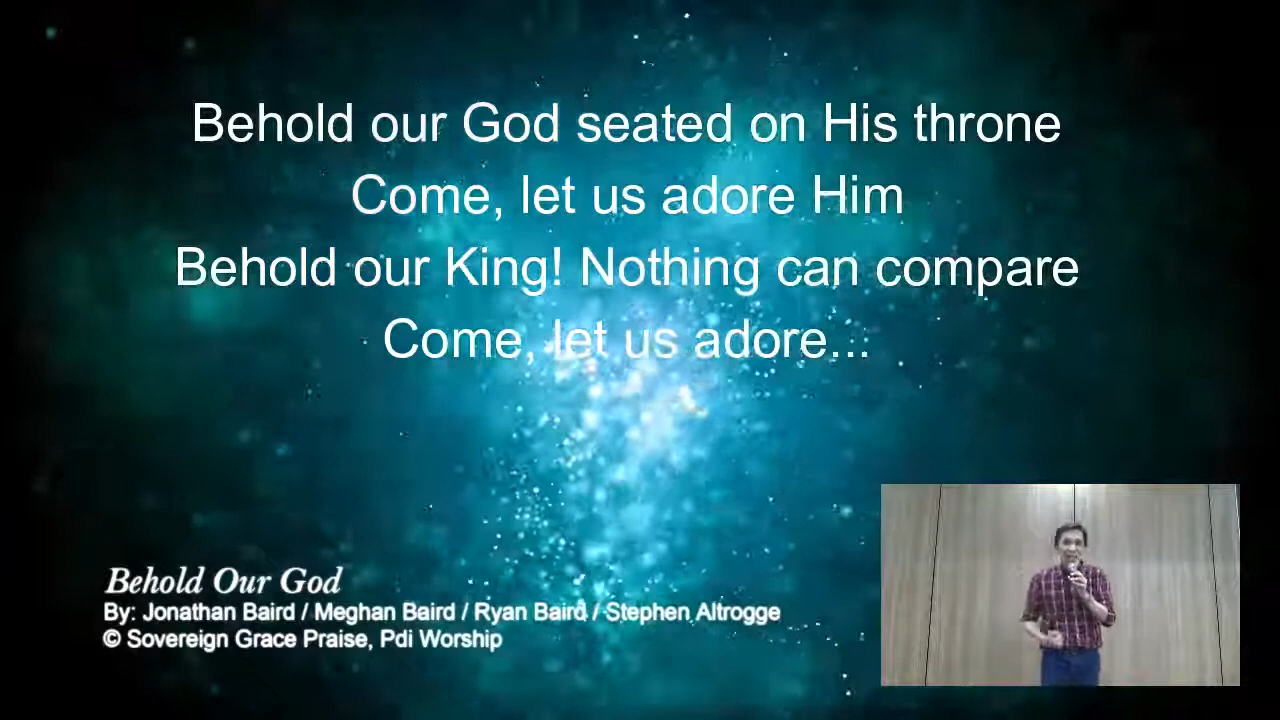 Behold our God seated on His throne
Come, let us adore Him
Behold our King! Nothing can compare
Come, let us adore...
Behold Our God
By: Jonathan Baird / Meghan Baird / Ryan Baird / Stephen Altrogge
© Sovereign Grace Praise, Pdi Worship